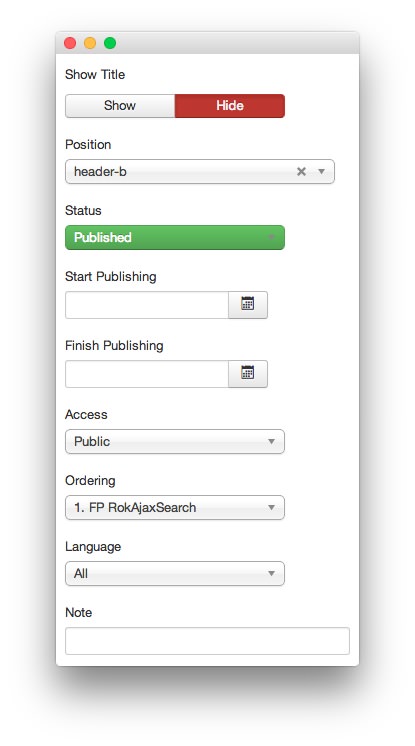 Show Title
Show Hide
Position
header-b
Status
Published
Start Publishing
Finish Publishing
Access
Public
Ordering
1. FP RokAjaxSearch
Language
All
Note